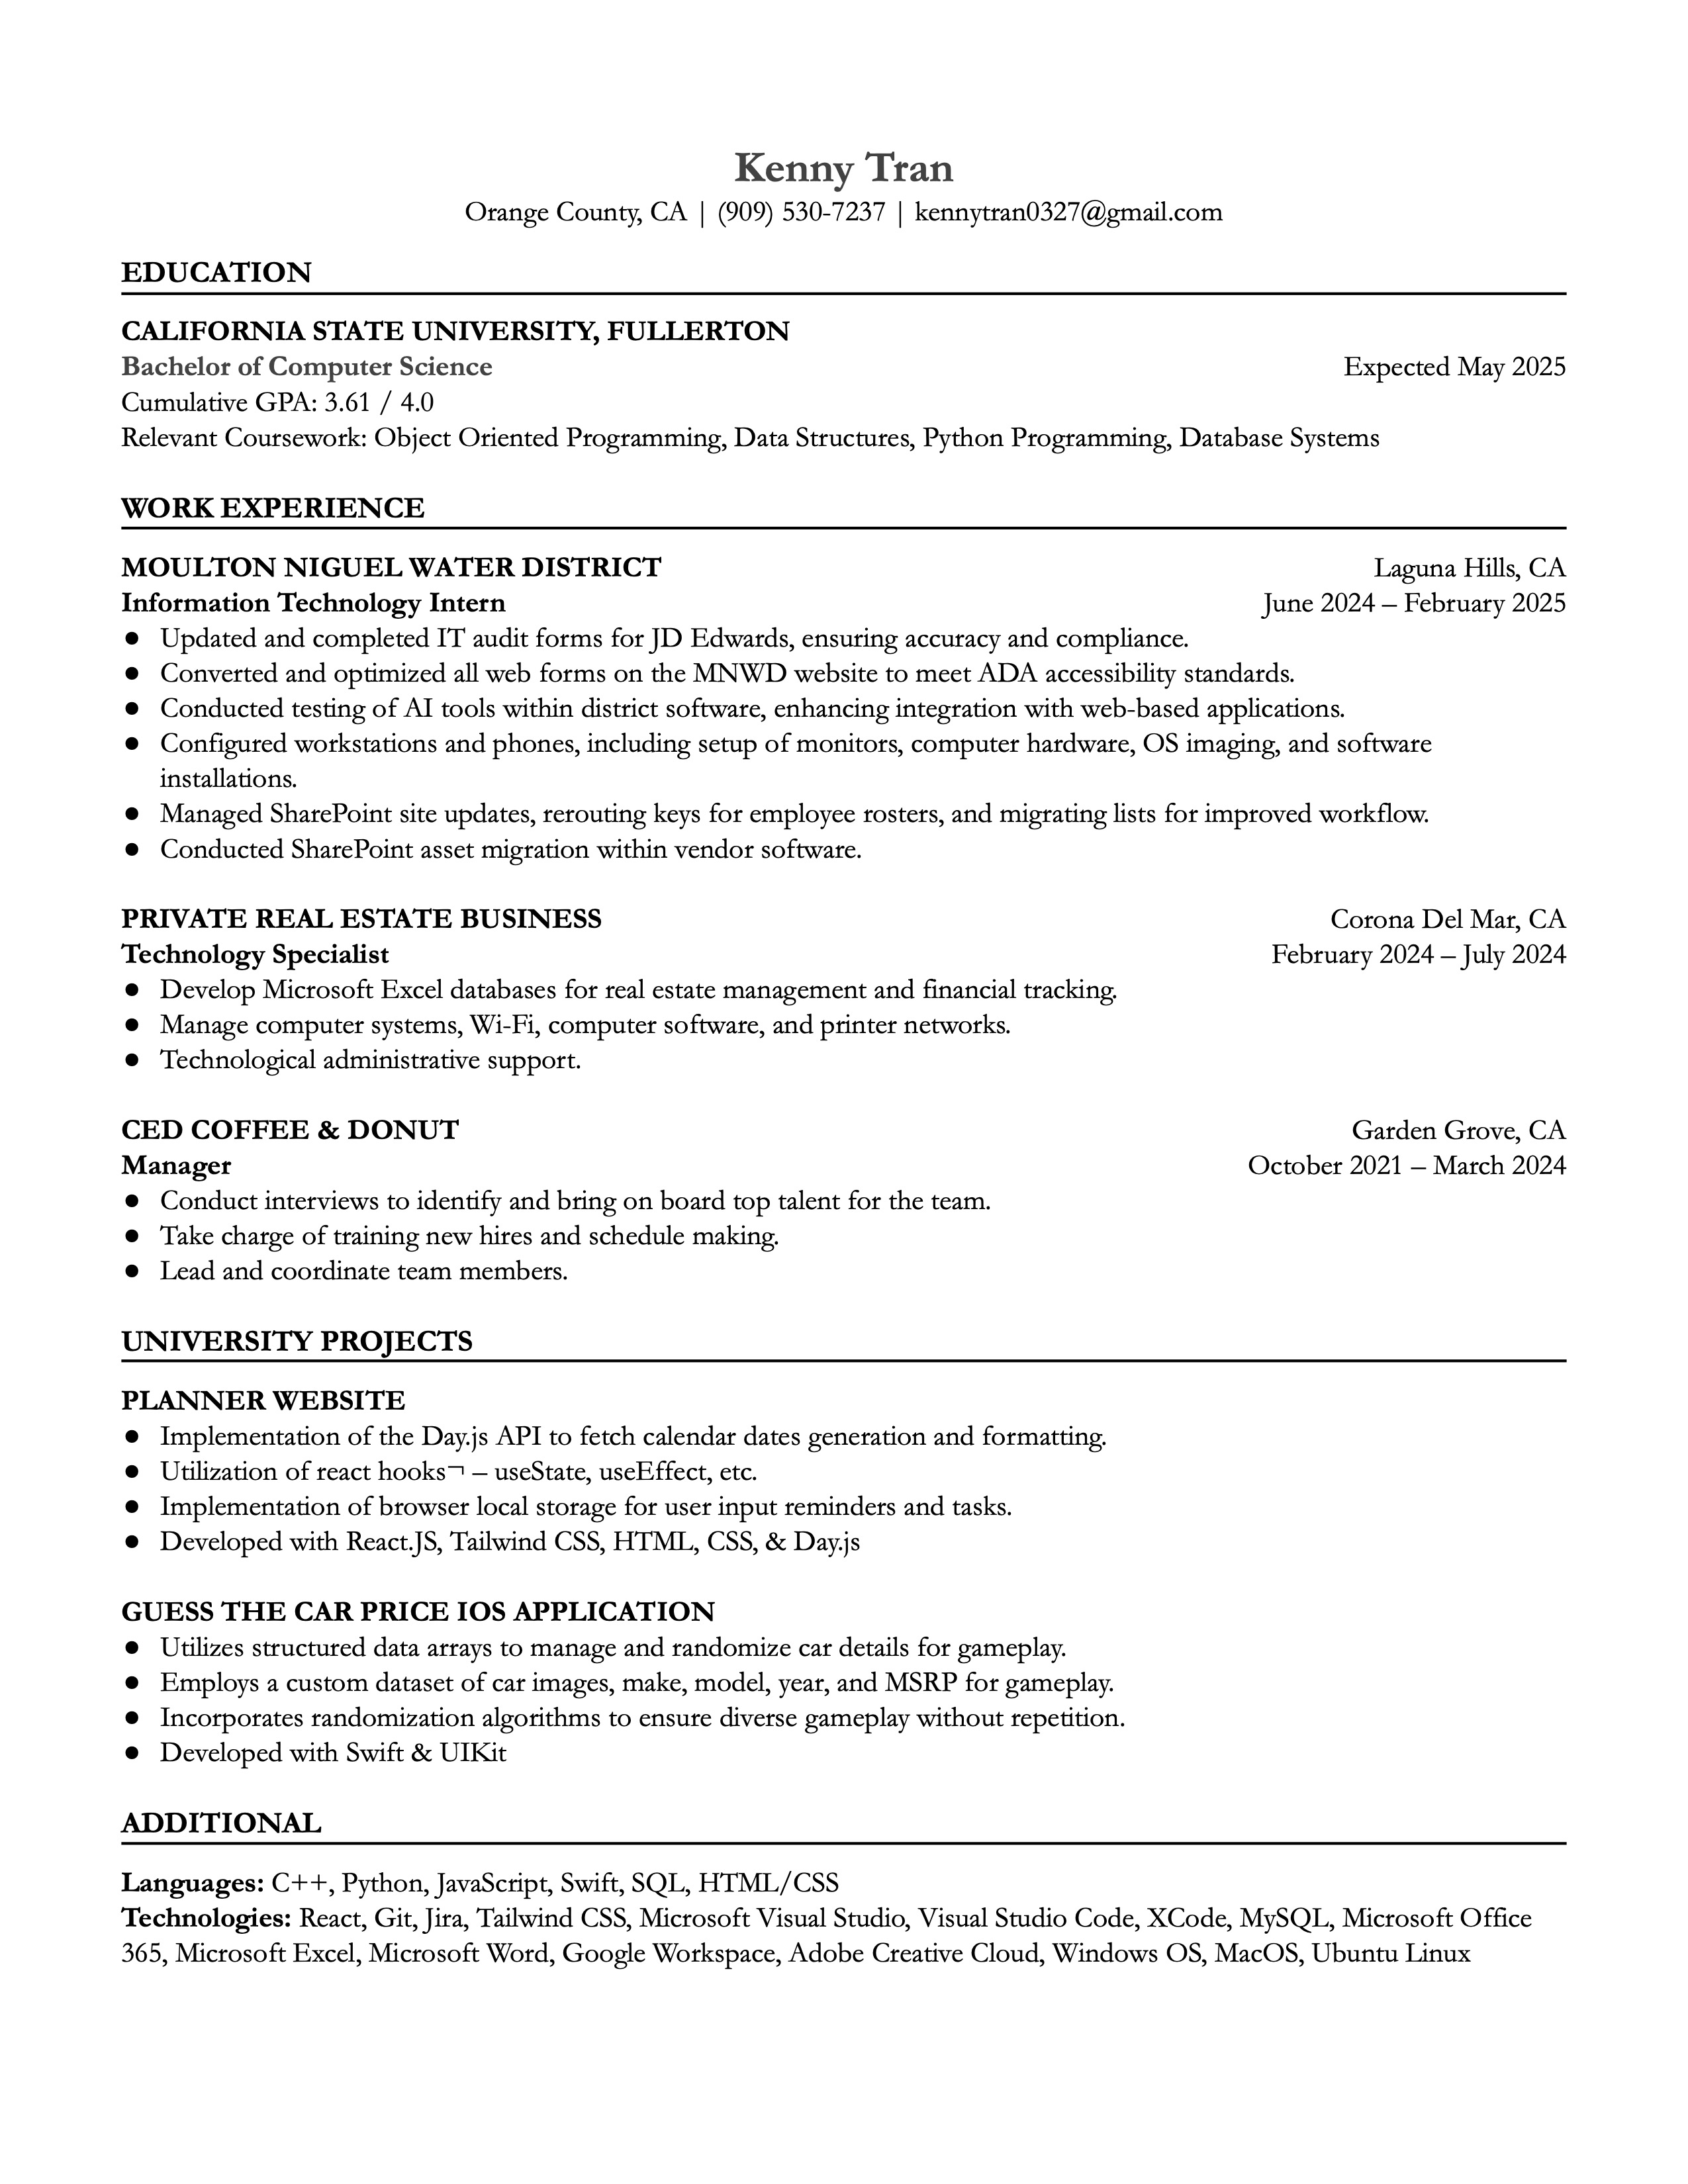 Kenny Tran
Orange County, CA | (909) 530-7237 | kennytran0327@gmail.com
EDUCATION
CALIFORNIA STATE UNIVERSITY, FULLERTON
Bachelor of Computer Science Expected May 2025
Cumulative GPA: 3.61 / 4.0
Relevant Coursework: Object Oriented Programming, Data Structures, Python Programming, Database Systems
WORK EXPERIENCE
MOULTON NIGUEL WATER DISTRICT Laguna Hills, CA
Information Technology Intern June 2024 – February 2025
● Updated and completed IT audit forms for JD Edwards, ensuring accuracy and compliance.
● Converted and optimized all web forms on the MNWD website to meet ADA accessibility standards.
● Conducted testing of AI tools within district software, enhancing integration with web-based applications.
● Configured workstations and phones, including setup of monitors, computer hardware, OS imaging, and software
installations.
● Managed SharePoint site updates, rerouting keys for employee rosters, and migrating lists for improved workflow.
● Conducted SharePoint asset migration within vendor software.
PRIVATE REAL ESTATE BUSINESS Corona Del Mar, CA
Technology Specialist February 2024 – July 2024
● Develop Microsoft Excel databases for real estate management and financial tracking.
● Manage computer systems, Wi-Fi, computer software, and printer networks.
● Technological administrative support.
CED COFFEE & DONUT Garden Grove, CA
Manager October 2021 – March 2024
● Conduct interviews to identify and bring on board top talent for the team.
● Take charge of training new hires and schedule making.
● Lead and coordinate team members.
UNIVERSITY PROJECTS
PLANNER WEBSITE
● Implementation of the Day.js API to fetch calendar dates generation and formatting.
● Utilization of react hooks¬ – useState, useEffect, etc.
● Implementation of browser local storage for user input reminders and tasks.
● Developed with React.JS, Tailwind CSS, HTML, CSS, & Day.js
GUESS THE CAR PRICE IOS APPLICATION
● Utilizes structured data arrays to manage and randomize car details for gameplay.
● Employs a custom dataset of car images, make, model, year, and MSRP for gameplay.
● Incorporates randomization algorithms to ensure diverse gameplay without repetition.
● Developed with Swift & UIKit
ADDITIONAL
Languages: C++, Python, JavaScript, Swift, SQL, HTML/CSS
Technologies: React, Git, Jira, Tailwind CSS, Microsoft Visual Studio, Visual Studio Code, XCode, MySQL, Microsoft Office
365, Microsoft Excel, Microsoft Word, Google Workspace, Adobe Creative Cloud, Windows OS, MacOS, Ubuntu Linux